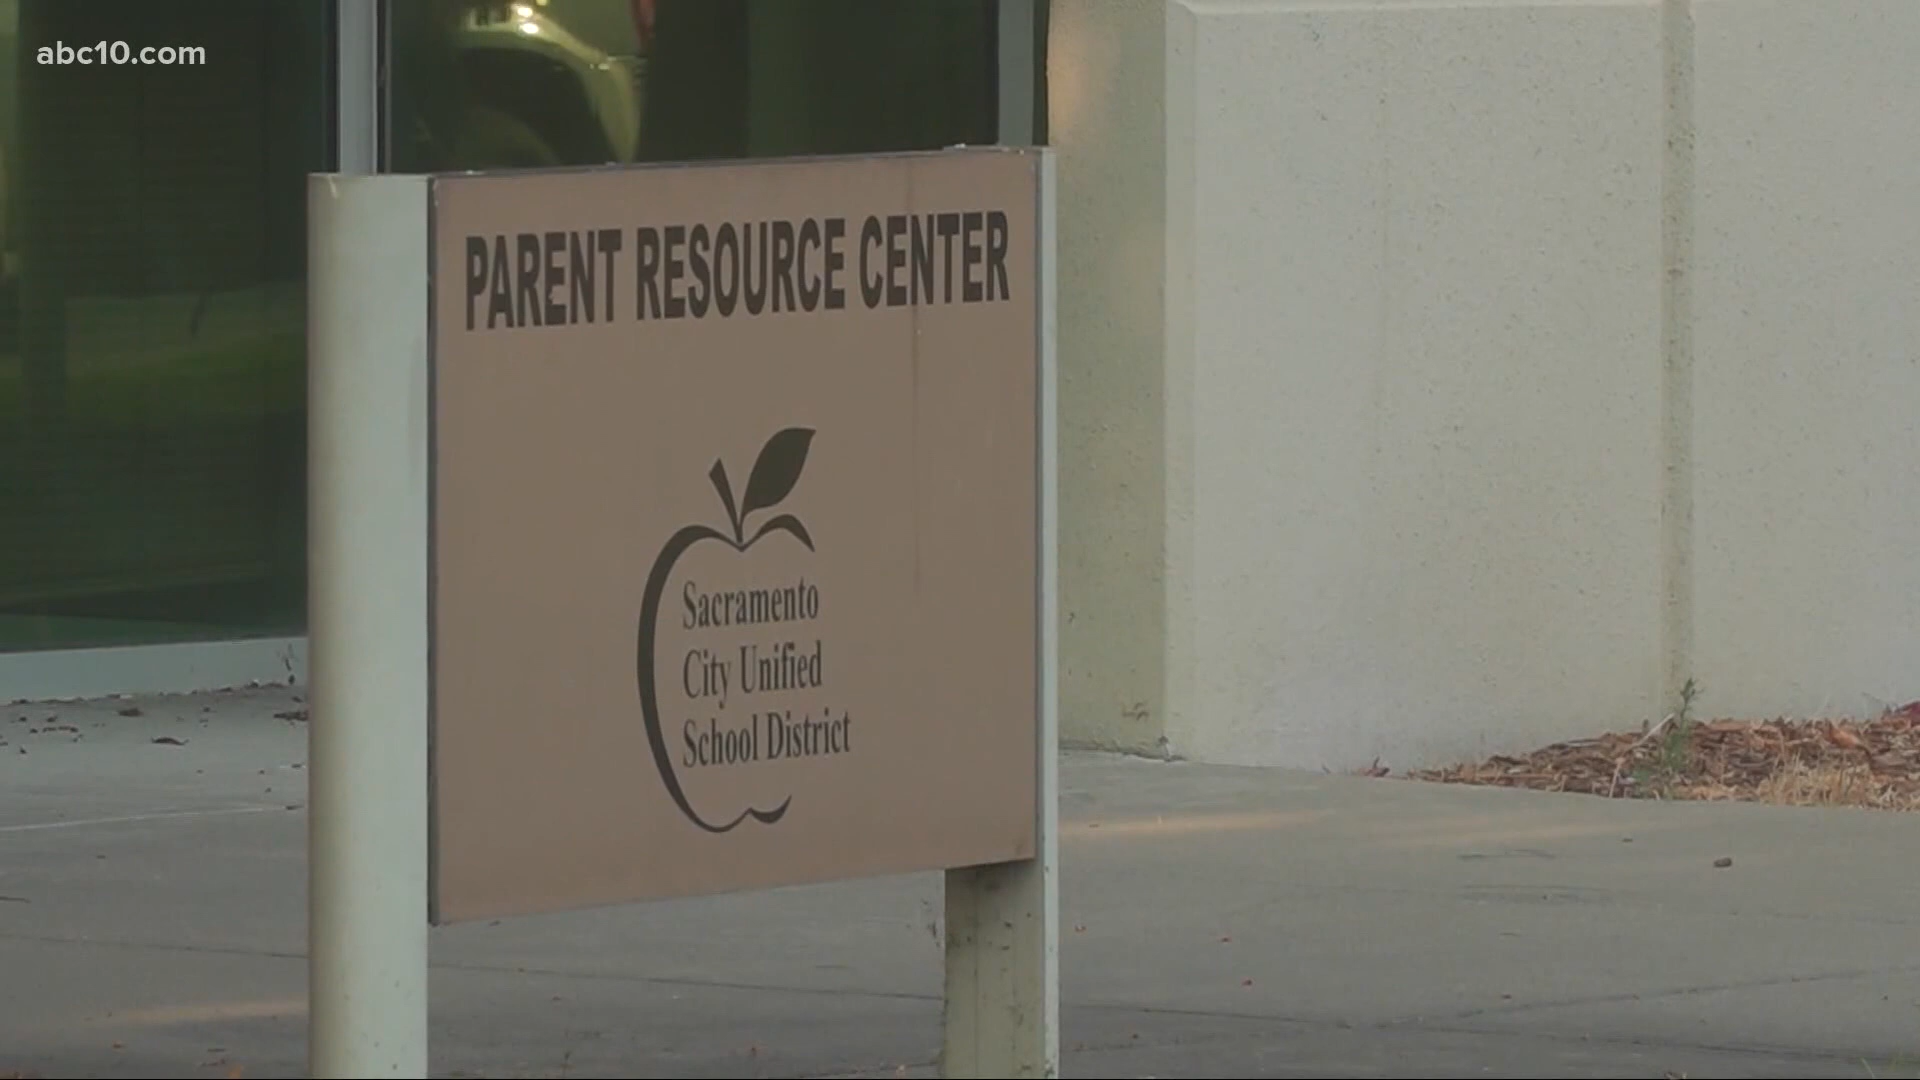 abc10.com
PARENT RESOURCE CENTER
Sacramento
City Unified
School District